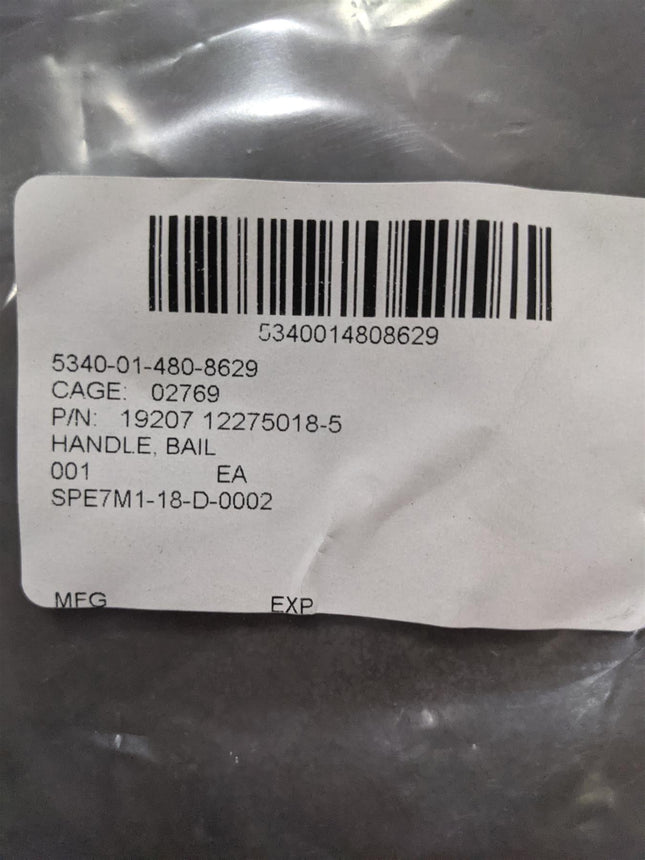 5340014808629
5340-01-480-8629
CAGE: 02769
P/N: 19207 12275018-5
HANDLE, BAIL
001 EA
SPE7M1-18-D-0002
MFG EXP